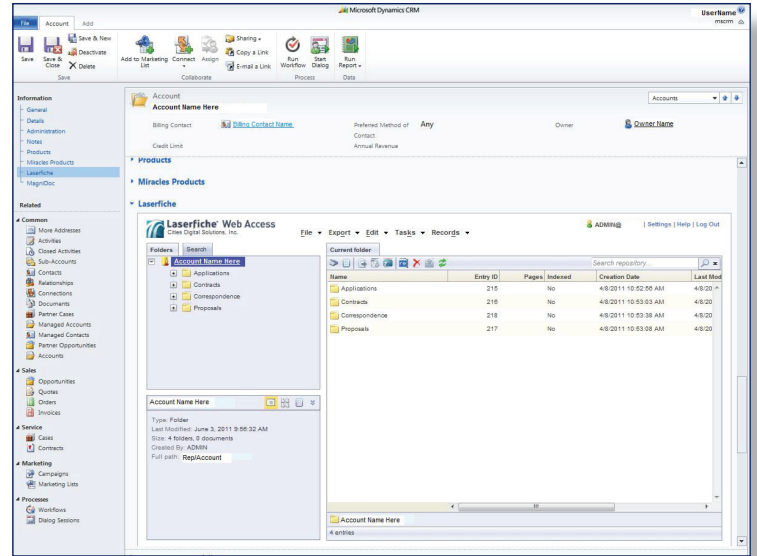 Microsoft Dynamics CRM
UserName
mscrm
File Account Add
Save
Save & Close
Save & New
Deactivate
Delete
Save
Add to Marketing List
Connect
Assign
Sharing
Copy a Link
E-mail a Link
Collaborate
Run Workflow
Start Dialog
Process
Run Report
Data
Information
General
Details
Administration
Notes
Products
Miracles Products
Laserfiche
MagniDoc
Related
Common
More Addresses
Activities
Closed Activities
Sub-Accounts
Contacts
Relationships
Connections
Documents
Partner Cases
Managed Accounts
Managed Contacts
Partner Opportunities
Accounts
Sales
Opportunities
Quotes
Orders
Invoices
Service
Cases
Contracts
Marketing
Campaigns
Marketing Lists
Processes
Workflows
Dialog Sessions
Account
Account Name Here
Accounts
Billing Contact Billing Contact Name Preferred Method of Contact Any Owner Owner Name
Credit Limit Annual Revenue
Products
Miracles Products
Laserfiche
Laserfiche® Web Access
Cities Digital Solutions, Inc.
File Export Edit Tasks Records
ADMIN@ | Settings | Help | Log Out
Folders Search
Account Name Here
Applications
Contracts
Correspondence
Proposals
Account Name Here
Type: Folder
Last Modified: June 3, 2011 9:56:32 AM
Size: 4 folders, 0 documents
Created By: ADMIN
Full path: Rep/Account
Current folder
Search repository...
Name Entry ID Pages Indexed Creation Date Last Mod
Applications 215 No 4/8/2011 10:52:56 AM 4/8/20
Contracts 216 No 4/8/2011 10:53:03 AM 4/8/20
Correspondence 218 No 4/8/2011 10:53:38 AM 4/8/20
Proposals 217 No 4/8/2011 10:53:08 AM 4/8/20
Account Name Here
4 entries